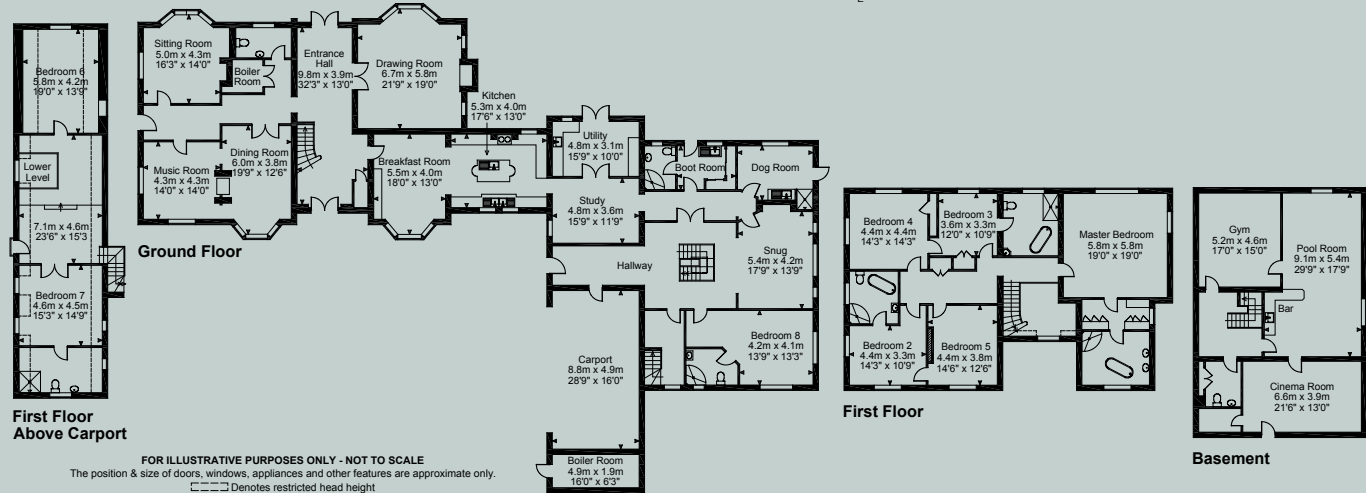 Bedroom 6
5.8m x 4.2m
19'0" x 13'9"
Lower
Level
7.1m x 4.6m
23'6" x 15'3
Bedroom 7
4.6m x 4.5m
15'3" x 14'9"
First Floor
Above Carport
Sitting Room
5.0m x 4.3m
16'3" x 14'0"
Boiler
Room
Entrance
Hall
9.8m x 3.9m
32'3" x 13'0"
Drawing Room
6.7m x 5.8m
21'9" x 19'0"
Kitchen
5.3m x 4.0m
17'6" x 13'0"
Music Room
4.3m x 4.3m
14'0" x 14'0"
Dining Room
6.0m x 3.8m
19'9" x 12'6"
Breakfast Room
5.5m x 4.0m
18'0" x 13'0"
Utility
4.8m x 3.1m
15'9" x 10'0"
Study
4.8m x 3.6m
15'9" x 11'9"
Boot Room
Dog Room
Hallway
Snug
5.4m x 4.2m
17'9" x 13'9"
Bedroom 8
4.2m x 4.1m
13'9" x 13'3"
Carport
8.8m x 4.9m
28'9" x 16'0"
Boiler Room
4.9m x 1.9m
16'0" x 6'3"
Ground Floor
Bedroom 4
4.4m x 4.4m
14'3" x 14'3"
Bedroom 3
3.6m x 3.3m
12'0" x 10'9"
Master Bedroom
5.8m x 5.8m
19'0" x 19'0"
Bedroom 2
4.4m x 3.3m
14'3" x 10'9"
Bedroom 5
4.4m x 3.8m
14'6" x 12'6"
First Floor
Gym
5.2m x 4.6m
17'0" x 15'0"
Pool Room
9.1m x 5.4m
29'9" x 17'9"
Bar
Cinema Room
6.6m x 3.9m
21'6" x 13'0"
Basement
FOR ILLUSTRATIVE PURPOSES ONLY - NOT TO SCALE
The position & size of doors, windows, appliances and other features are approximate only.
Denotes restricted head height